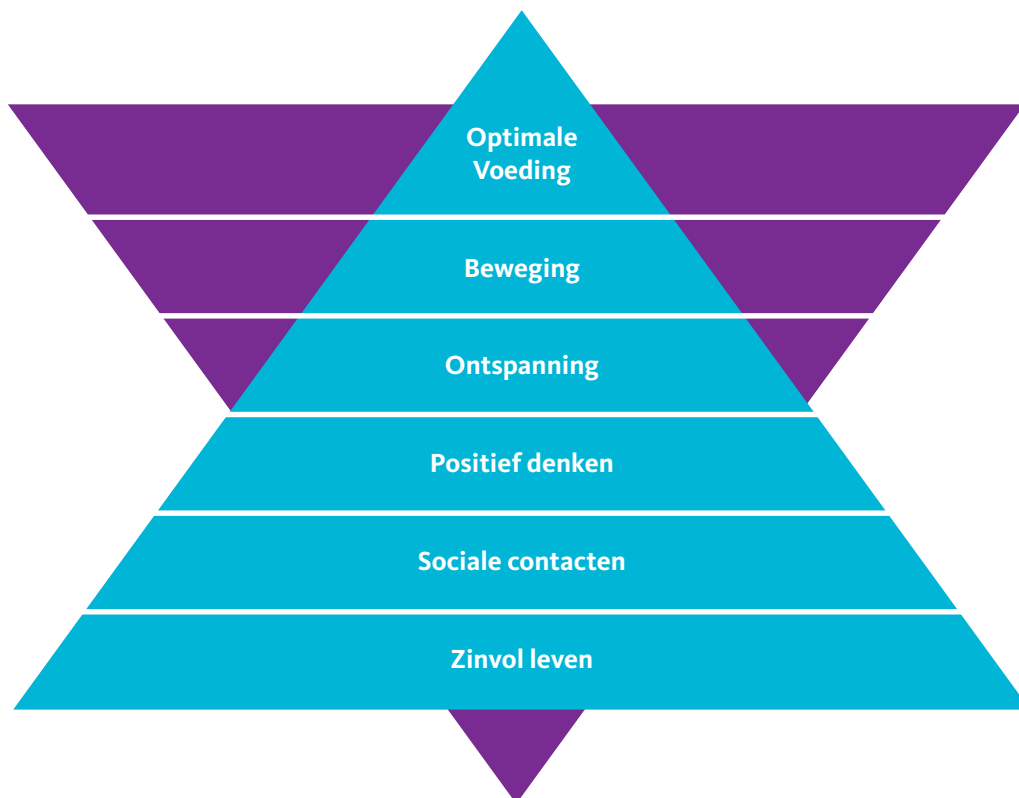 Optimale
Voeding
Beweging
Ontspanning
Positief denken
Sociale contacten
Zinvol leven